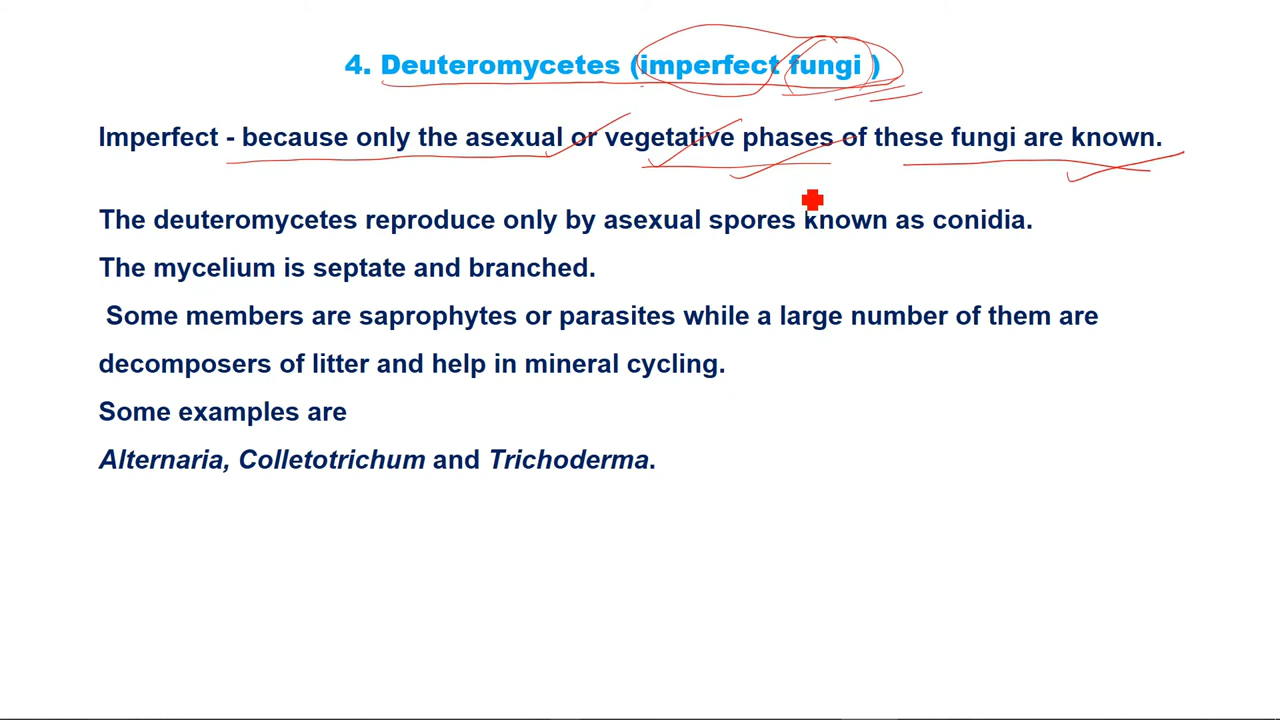 4. Deuteromycetes (imperfect fungi )
Imperfect - because only the asexual or vegetative phases of these fungi are known.
The deuteromycetes reproduce only by asexual spores known as conidia.
The mycelium is septate and branched.
Some members are saprophytes or parasites while a large number of them are
decomposers of litter and help in mineral cycling.
Some examples are
Alternaria, Colletotrichum and Trichoderma.